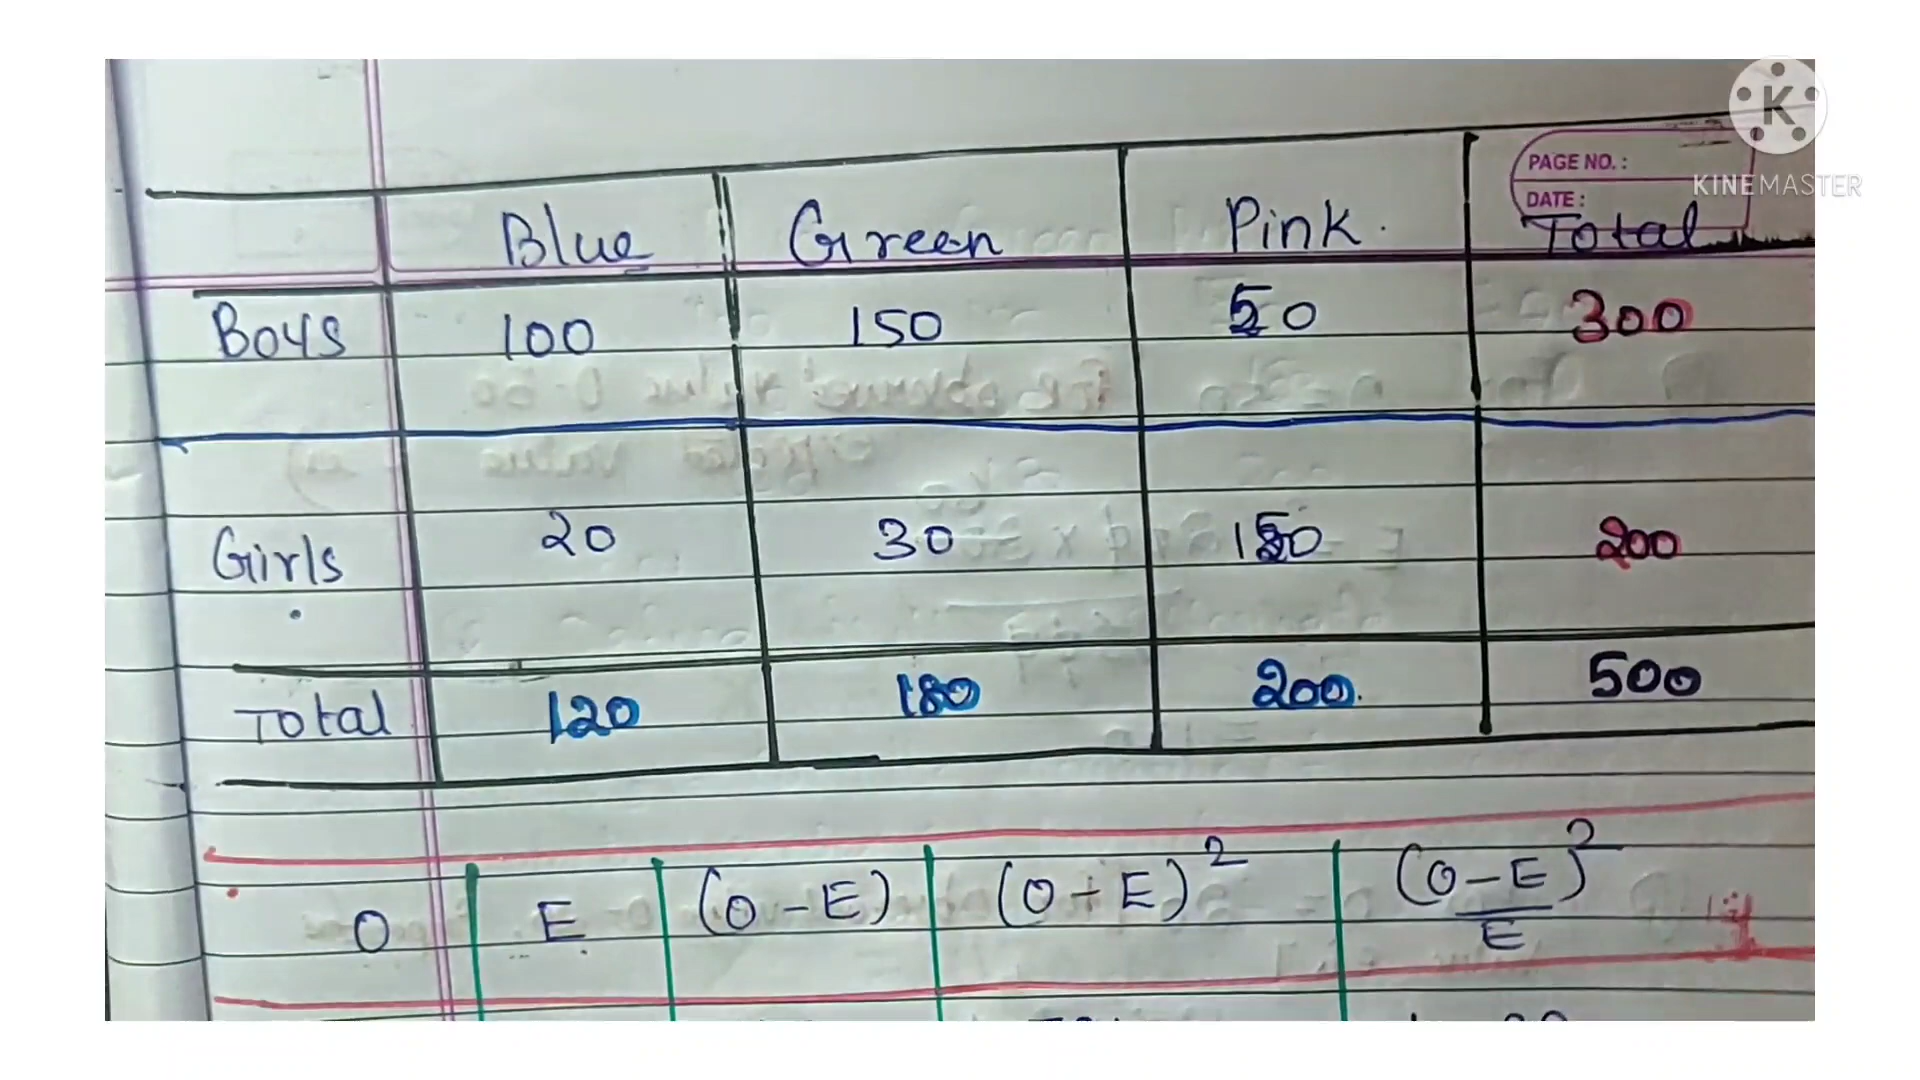 PAGE NO. :
DATE :
KINEMASTER
Blue Green Pink. Total
Boys 100 150 50 300
Girls 20 30 150 200
Total 120 180 200. 500
O E (O-E) (O-E)² (O-E)²/E